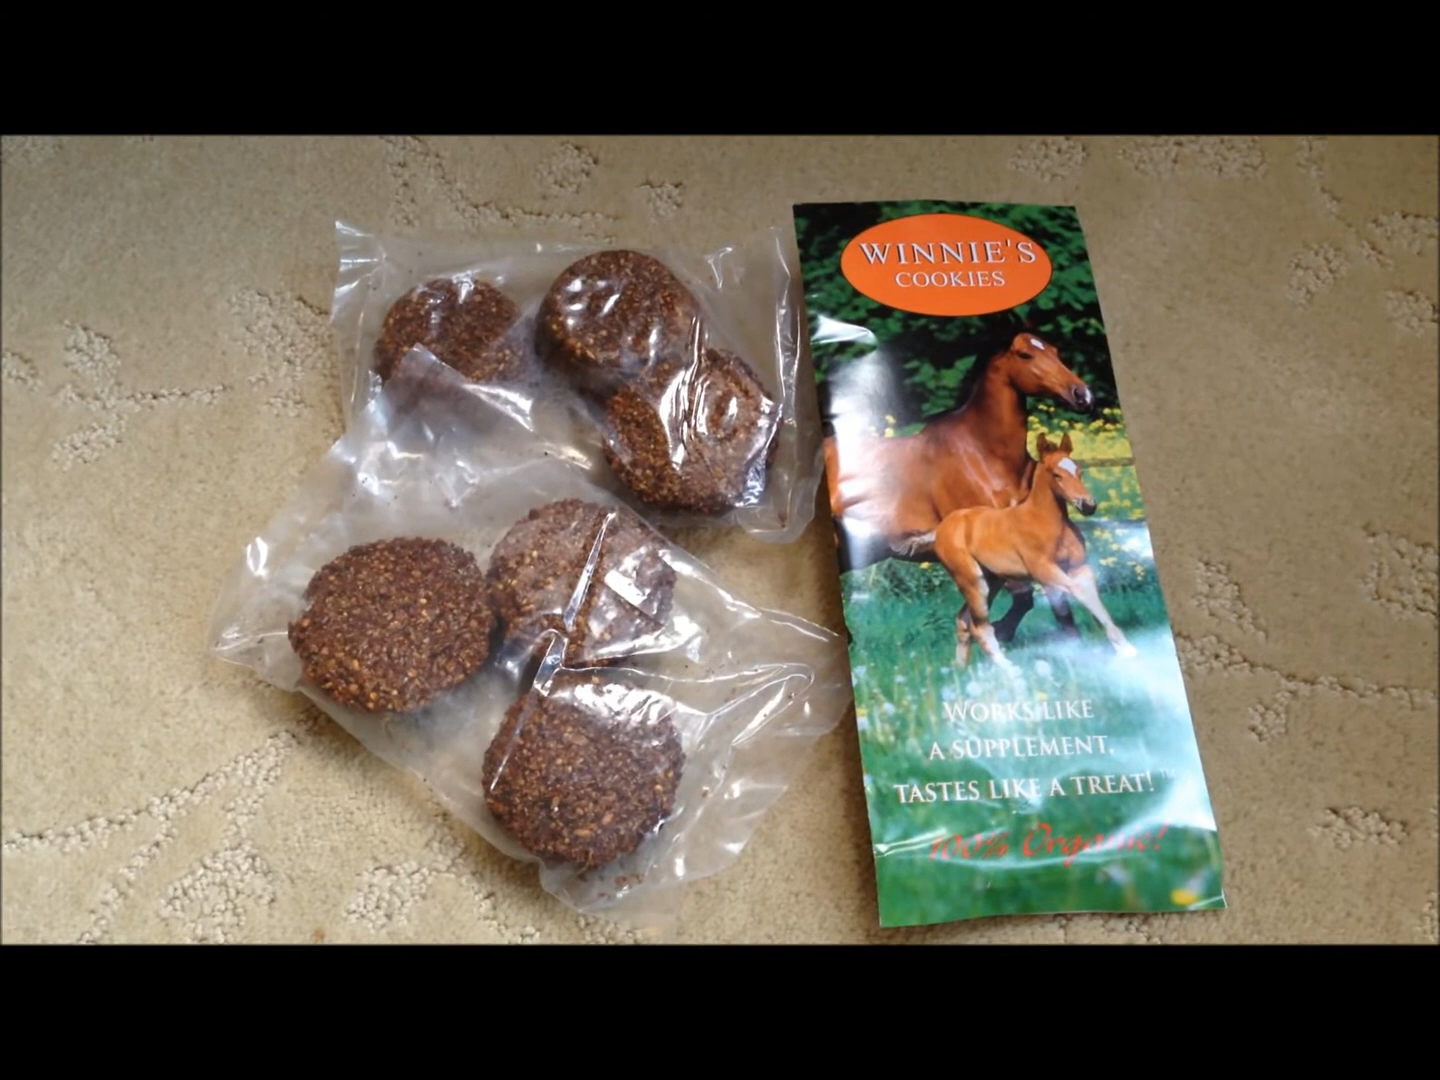 WINNIE'S
COOKIES
WORKS LIKE
A SUPPLEMENT,
TASTES LIKE A TREAT!™
100% Organic!